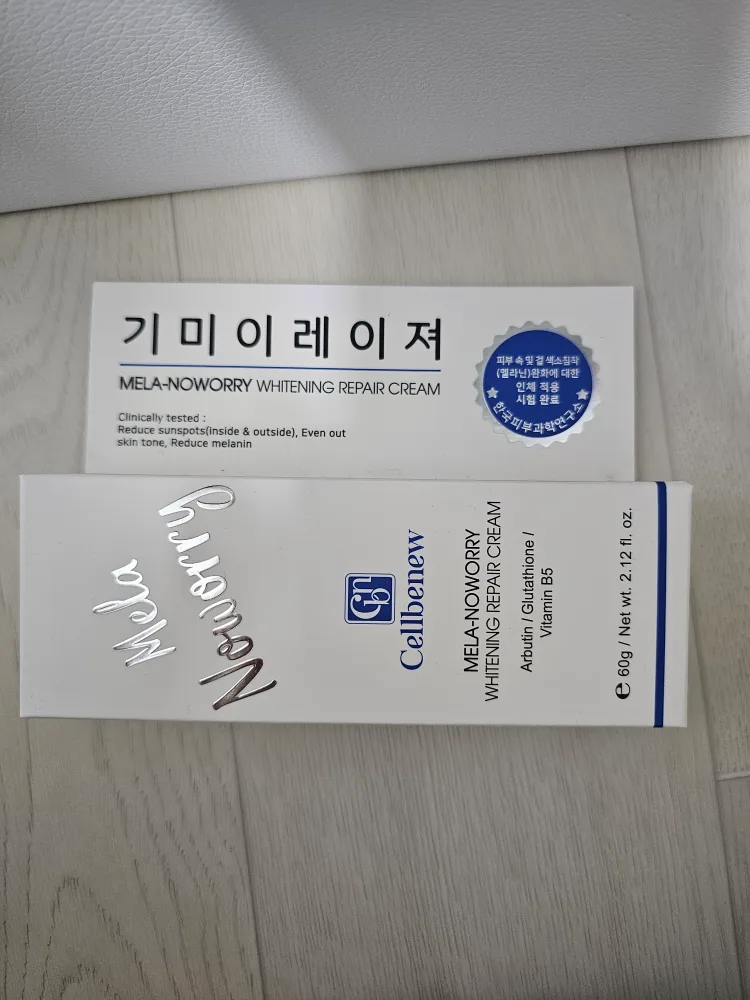 기미이레이져
MELA-NOWORRY WHITENING REPAIR CREAM
Clinically tested :
Reduce sunspots(inside & outside), Even out
skin tone, Reduce melanin
피부 속 및 겉 색소침착
(멜라닌)완화에 대한
인체 적용
시험 완료
한국피부과학연구소
Mela
Noworry
Cellbenew
MELA-NOWORRY
WHITENING REPAIR CREAM
Arbutin / Glutathione /
Vitamin B5
e 60g / Net wt. 2.12 fl. oz.